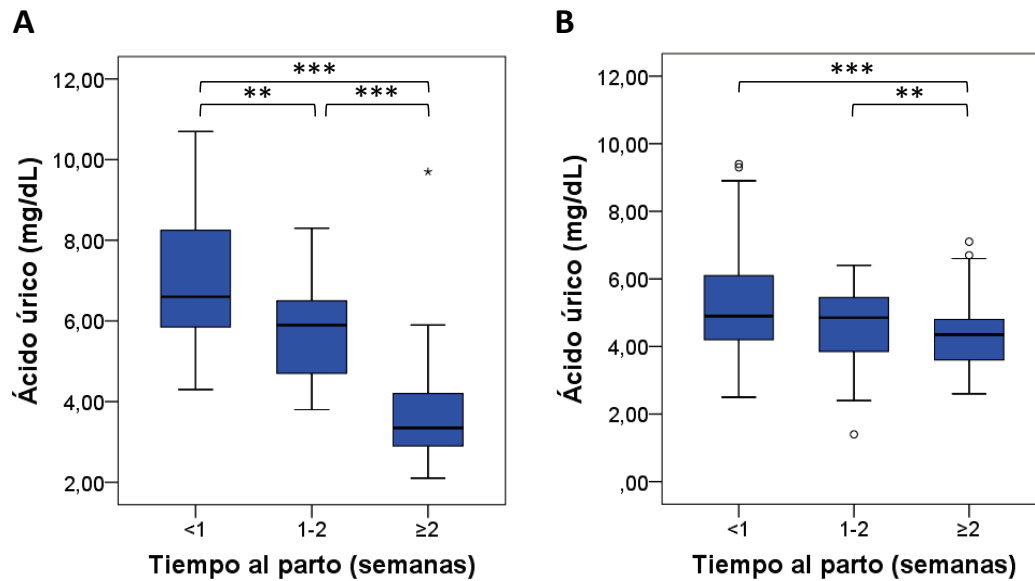 A
*** 
** ***
12,00
10,00
8,00
6,00
4,00
2,00
Ácido úrico (mg/dL)
*
<1 1-2 ≥2
Tiempo al parto (semanas)
B
***
**
12,00
10,00
8,00
6,00
4,00
2,00
,00
Ácido úrico (mg/dL)
<1 1-2 ≥2
Tiempo al parto (semanas)